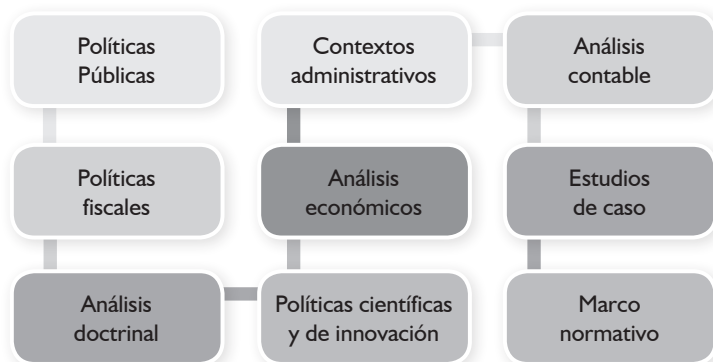 Políticas
Públicas
Contextos
administrativos
Análisis
contable
Políticas
fiscales
Análisis
económicos
Estudios
de caso
Análisis
doctrinal
Políticas científicas
y de innovación
Marco
normativo